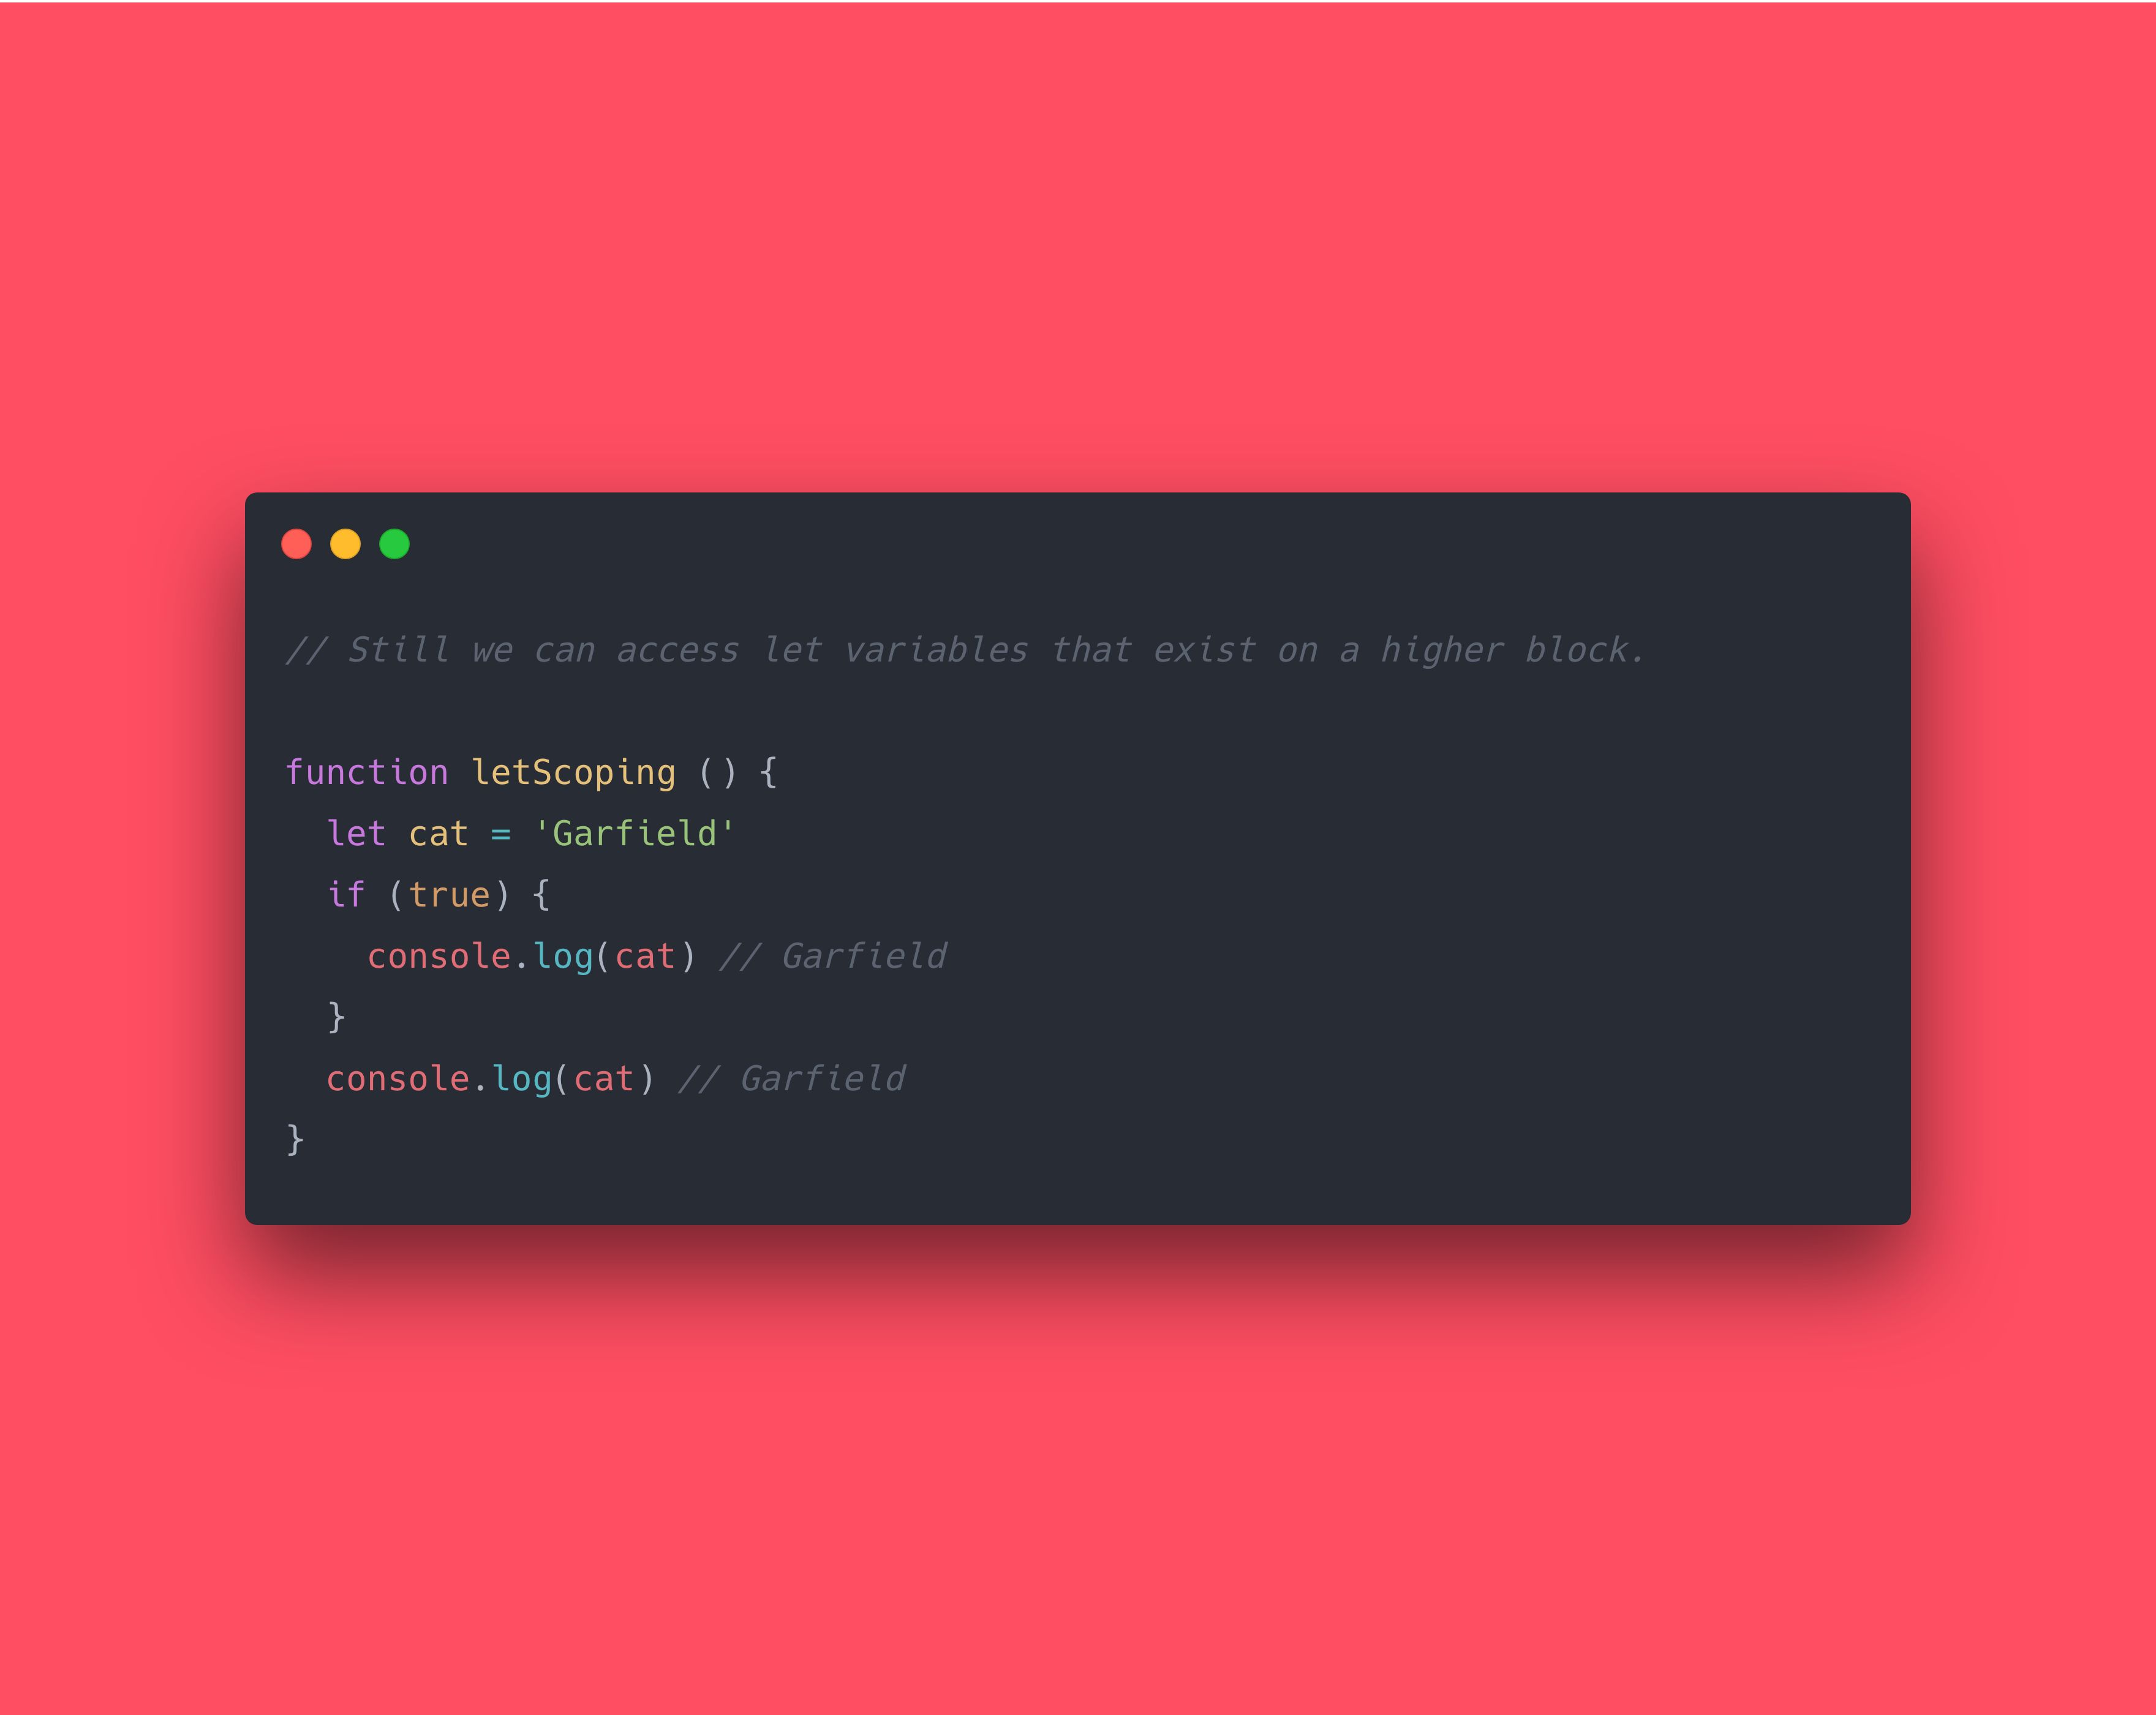 // Still we can access let variables that exist on a higher block.
function letScoping () {
  let cat = 'Garfield'
  if (true) {
    console.log(cat) // Garfield
  }
  console.log(cat) // Garfield
}